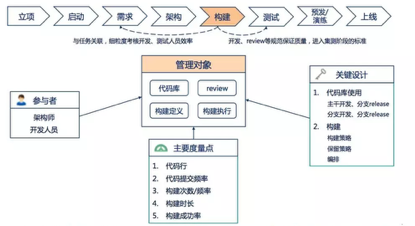 立项
启动
需求
架构
构建
测试
预发/
演练
上线
与任务关联，细粒度考核开发、测试人员效率
开发、review等规范保证质量，进入集测阶段的标准
管理对象
代码库
review
构建定义
构建执行
参与者
架构师
开发人员
关键设计
1. 代码库使用
主干开发，分支release
分支开发，分支release
2. 构建
构建策略
保留策略
编排
主要度量点
1. 代码行
2. 代码提交频率
3. 构建次数/频率
4. 构建时长
5. 构建成功率